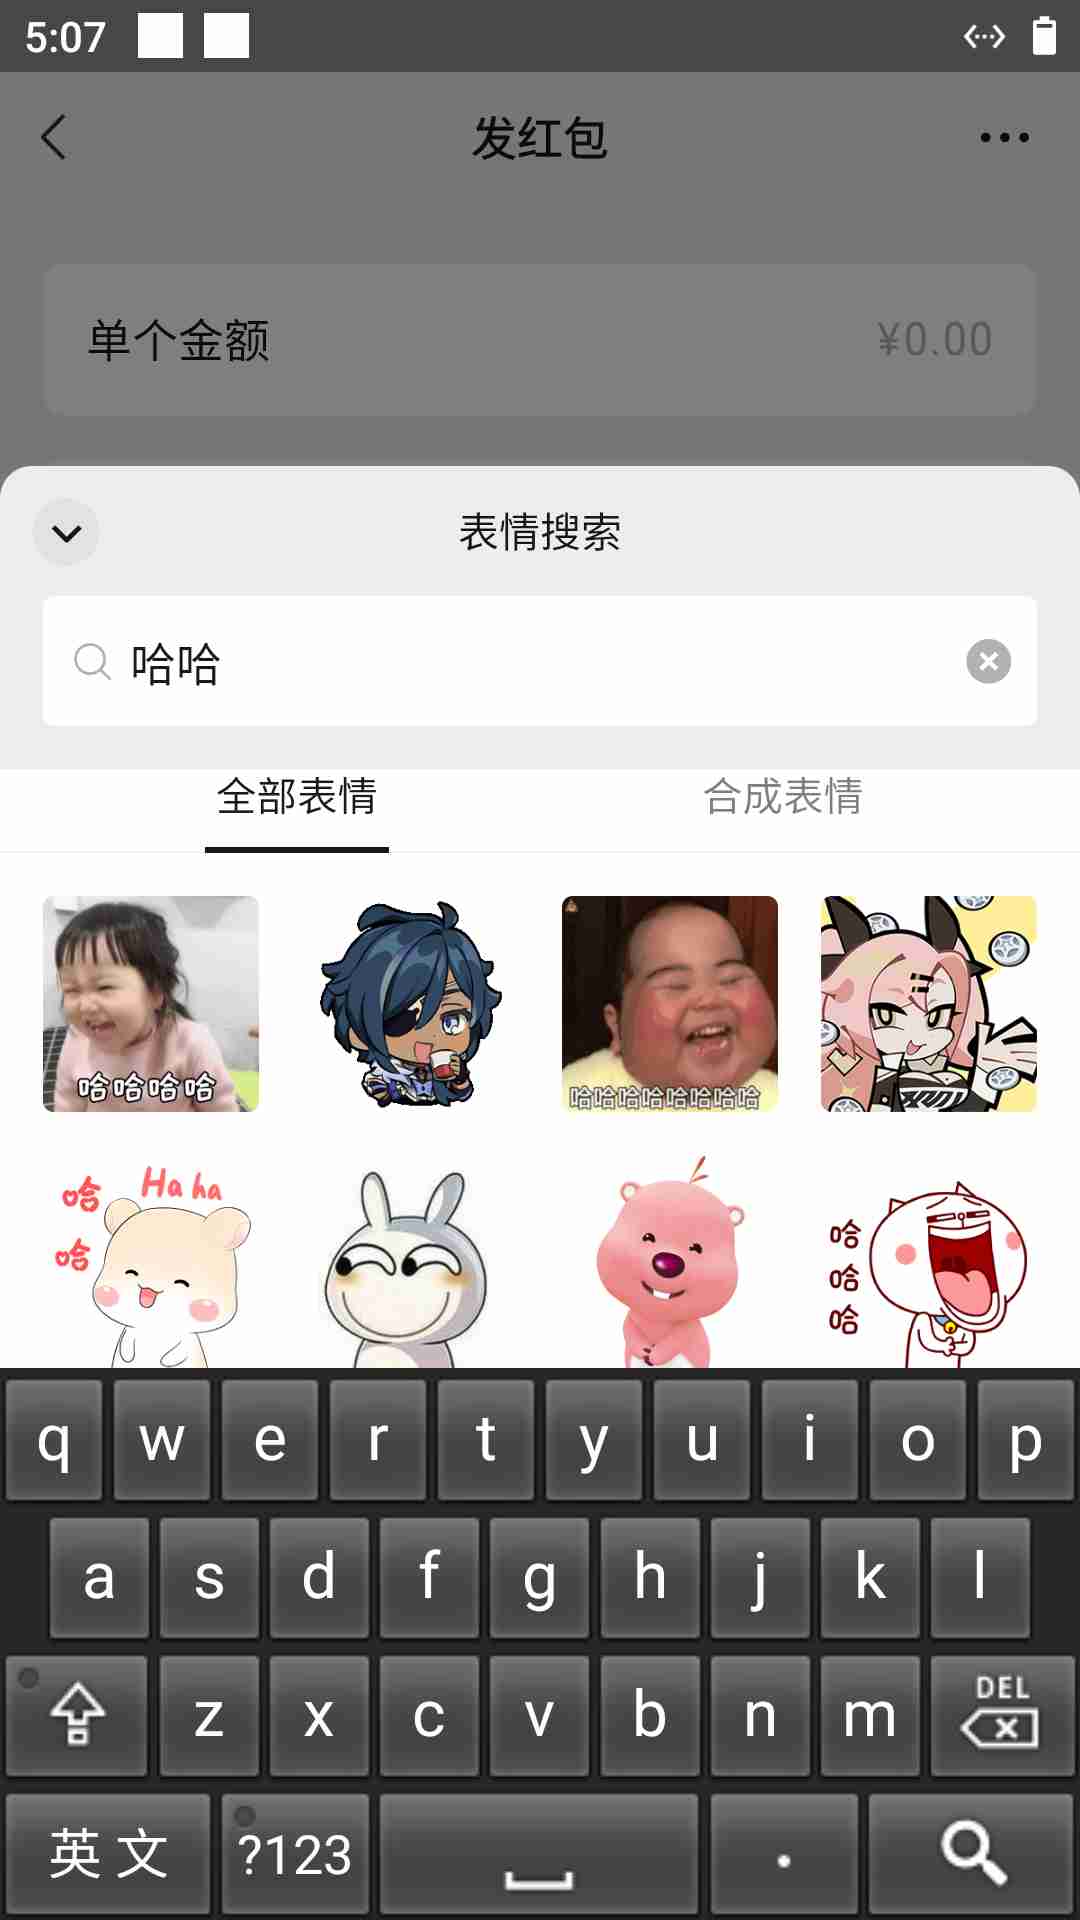 5:07
发红包
单个金额
¥0.00
表情搜索
哈哈
全部表情
合成表情
哈哈哈哈
哈哈哈哈哈哈哈哈
哈
Ha ha
哈
哈
哈
哈
q w e r t y u i o p
a s d f g h j k l
z x c v b n m DEL
英文 ?123 .